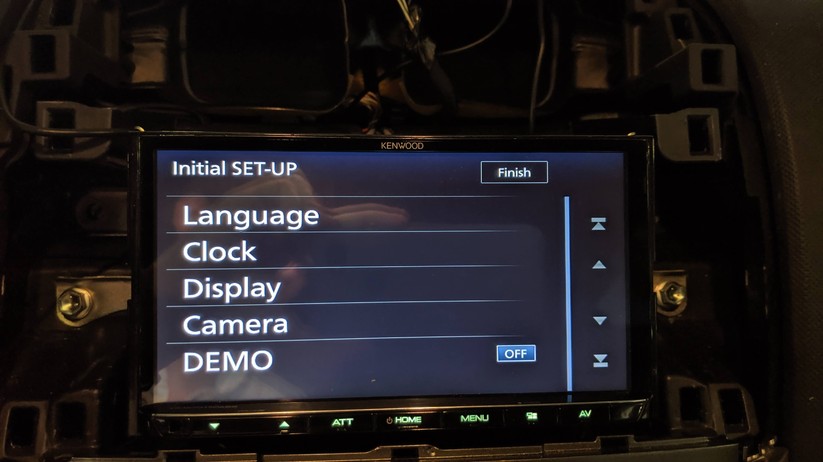 KENWOOD
Initial SET-UP
Finish
Language
Clock
Display
Camera
DEMO
OFF
ATT
HOME
MENU
AV